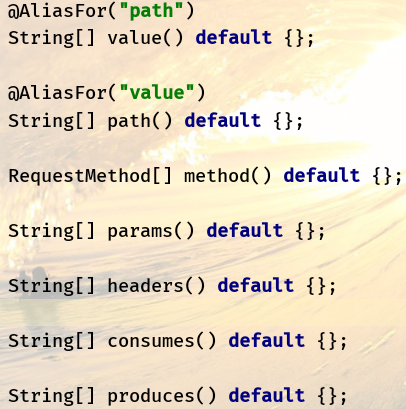 @AliasFor("path")
String[] value() default {};
@AliasFor("value")
String[] path() default {};
RequestMethod[] method() default {};
String[] params() default {};
String[] headers() default {};
String[] consumes() default {};
String[] produces() default {};